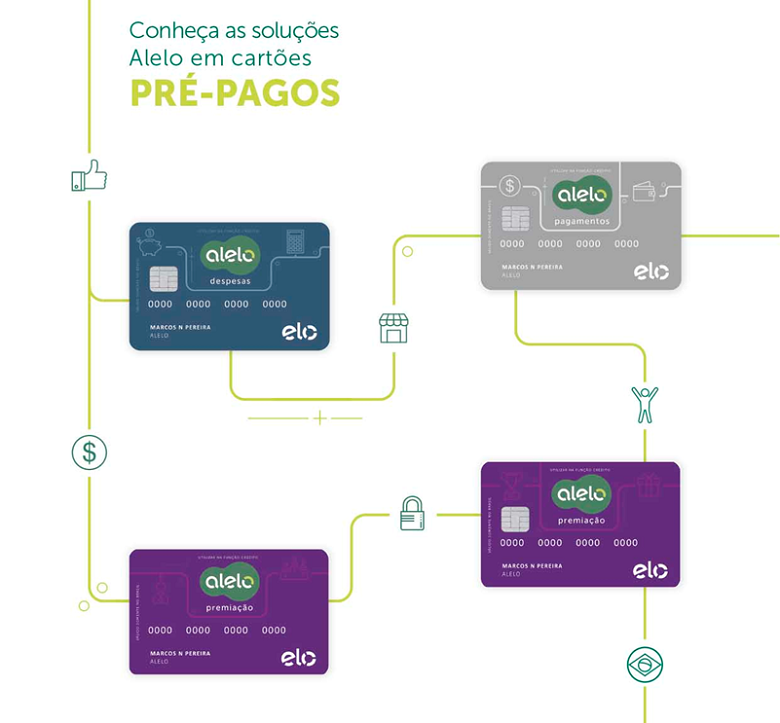 Conheça as soluções
Alelo em cartões
PRÉ-PAGOS
UTILIZAR NA FUNÇÃO CRÉDITO
alelo
pagamentos
0000 0000 0000 0000
MARCOS N PEREIRA
ALELO
elo
UTILIZAR NA FUNÇÃO CRÉDITO
alelo
despesas
0000 0000 0000 0000
MARCOS N PEREIRA
ALELO
elo
$
UTILIZAR NA FUNÇÃO CRÉDITO
alelo
premiação
0000 0000 0000 0000
MARCOS N PEREIRA
ALELO
elo
UTILIZAR NA FUNÇÃO CRÉDITO
alelo
premiação
0000 0000 0000 0000
MARCOS N PEREIRA
ALELO
elo